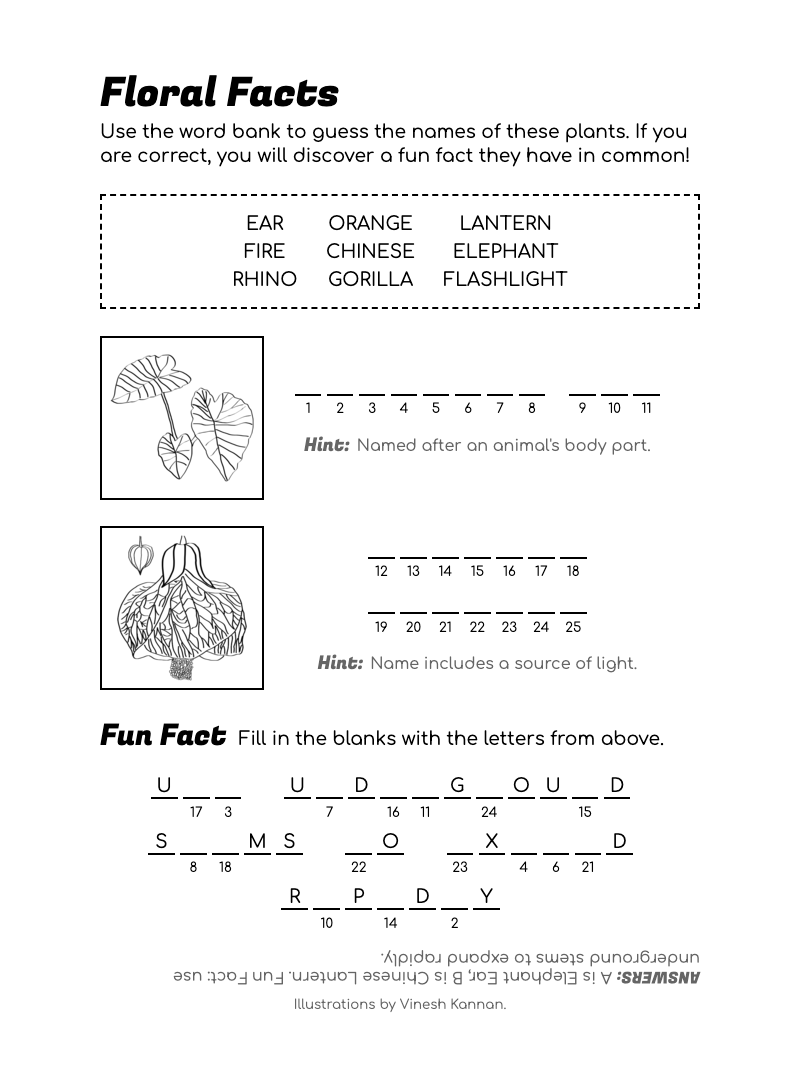 Floral Facts
Use the word bank to guess the names of these plants. If you
are correct, you will discover a fun fact they have in common!
EAR ORANGE LANTERN
FIRE CHINESE ELEPHANT
RHINO GORILLA FLASHLIGHT
1 2 3 4 5 6 7 8 9 10 11
Hint: Named after an animal's body part.
12 13 14 15 16 17 18
19 20 21 22 23 24 25
Hint: Name includes a source of light.
Fun Fact Fill in the blanks with the letters from above.
U _ _ U _ D _ _ G _ O U _ D
17 3 7 16 11 24 15
S _ _ M S _ O _ X _ _ _ D
8 18 22 23 4 6 21
R _ P _ D _ Y
10 14 2
ANSWERS: A is Elephant Ear, B is Chinese Lantern. Fun Fact: use
underground stems to expand rapidly.
Illustrations by Vinesh Kannan.